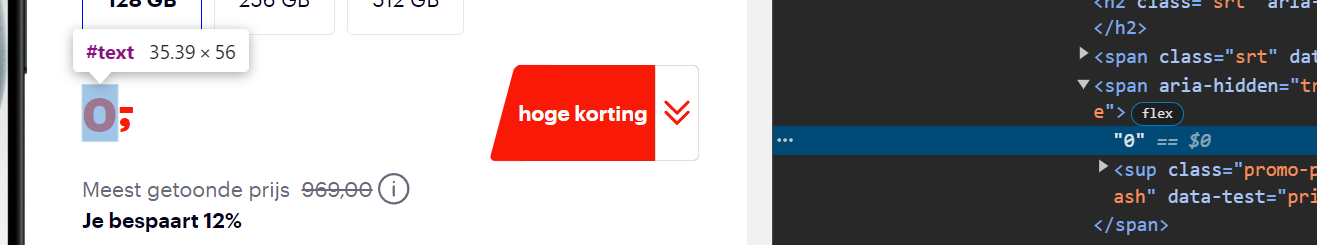 128 GB
256 GB
512 GB
#text 35.39 × 56
0,-
hoge korting
Meest getoonde prijs 969,00 i
Je bespaart 12%
<h2 class="srt" aria-
</h2>
<span class="srt" dat
<span aria-hidden="tr
e"> flex
… "0" == $0
<sup class="promo-p
ash" data-test="pri
</span>